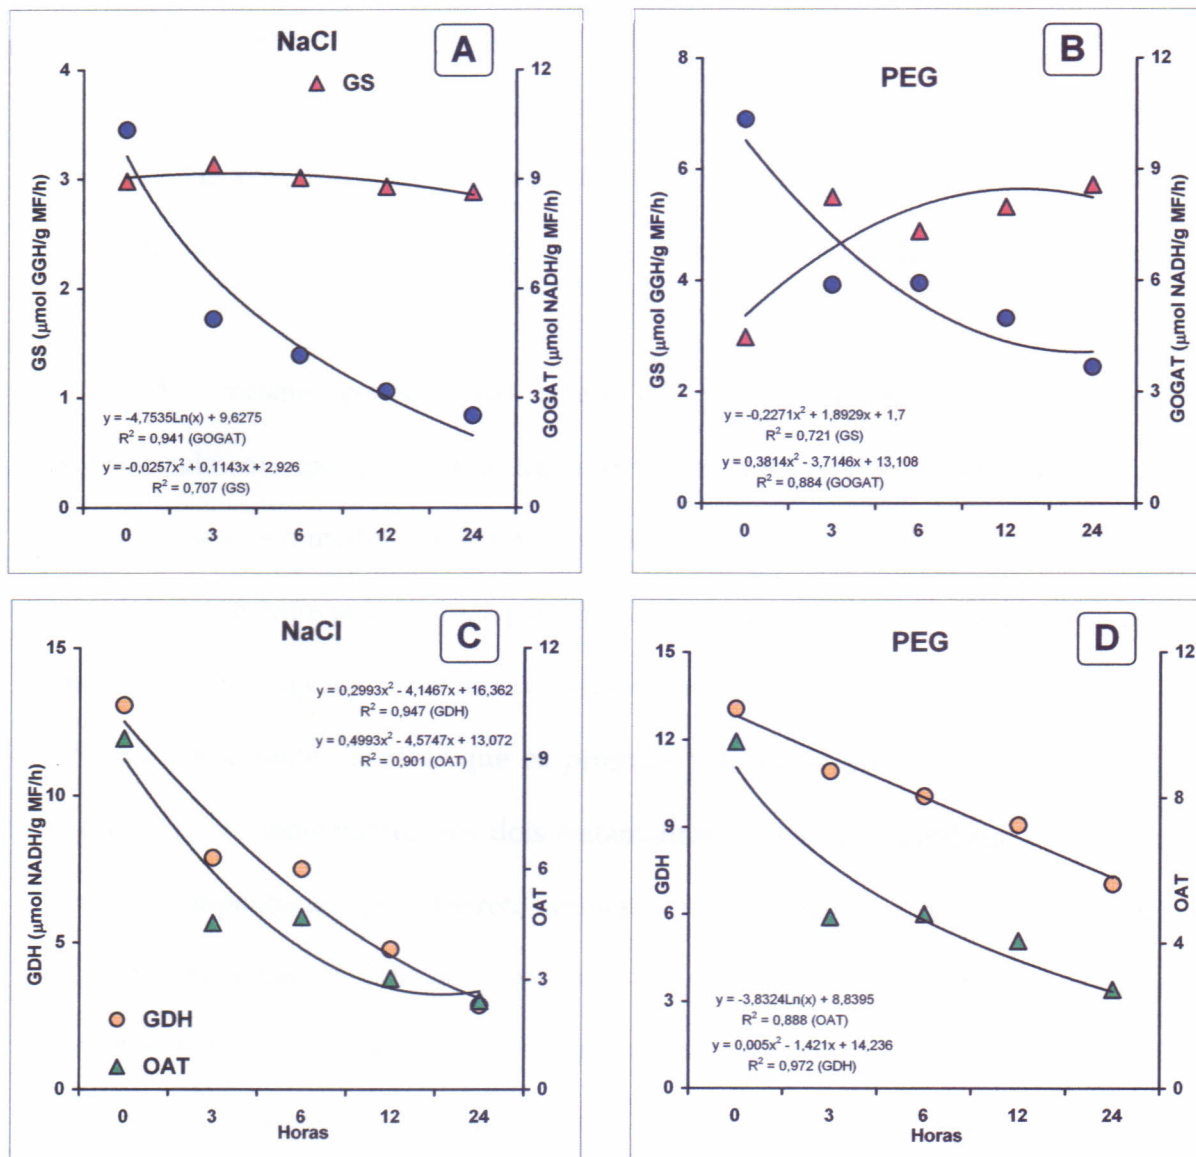 NaCl
A
GS
4
3
2
1
0
12
9
6
3
0
GS (µmol GGH/g MF/h)
GOGAT (µmol NADH/g MF/h)
y = -4,7535Ln(x) + 9,6275
R² = 0,941 (GOGAT)
y = -0,0257x² + 0,1143x + 2,926
R² = 0,707 (GS)
0 3 6 12 24
PEG
B
8
6
4
2
0
12
9
6
3
0
GS (µmol GGH/g MF/h)
GOGAT (µmol NADH/g MF/h)
y = -0,2271x² + 1,8929x + 1,7
R² = 0,721 (GS)
y = 0,3814x² - 3,7146x + 13,108
R² = 0,884 (GOGAT)
0 3 6 12 24
NaCl
C
15
10
5
0
12
9
6
3
0
GDH (µmol NADH/g MF/h)
OAT
y = 0,2993x² - 4,1467x + 16,362
R² = 0,947 (GDH)
y = 0,4993x² - 4,5747x + 13,072
R² = 0,901 (OAT)
GDH
OAT
0 3 6 12 24
Horas
PEG
D
15
12
9
6
3
0
12
8
4
0
GDH
OAT
y = -3,8324Ln(x) + 8,8395
R² = 0,888 (OAT)
y = 0,005x² - 1,421x + 14,236
R² = 0,972 (GDH)
0 3 6 12 24
Horas